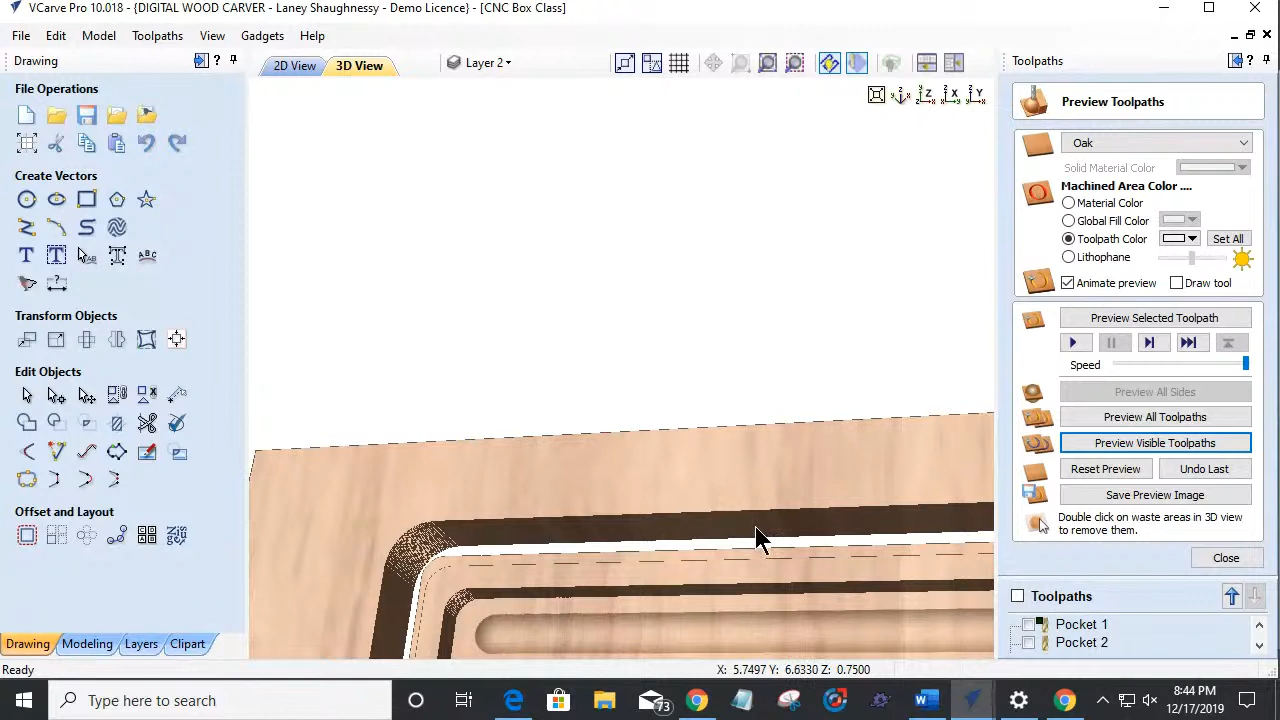 VCarve Pro 10.018 - {DIGITAL WOOD CARVER - Laney Shaughnessy - Demo Licence} - [CNC Box Class]
File Edit Model Toolpaths View Gadgets Help
Drawing
File Operations
Create Vectors
Transform Objects
Edit Objects
Offset and Layout
Drawing Modeling Layers Clipart
2D View 3D View Layer 2
Toolpaths
Preview Toolpaths
Oak
Solid Material Color
Machined Area Color ....
Material Color
Global Fill Color
Toolpath Color Set All
Lithophane
Animate preview Draw tool
Preview Selected Toolpath
Speed
Preview All Sides
Preview All Toolpaths
Preview Visible Toolpaths
Reset Preview Undo Last
Save Preview Image
Double click on waste areas in 3D view
to remove them.
Close
Toolpaths
Pocket 1
Pocket 2
Ready X: 5.7497 Y: 6.6330 Z: 0.7500
Type here to search 73 8:44 PM
12/17/2019